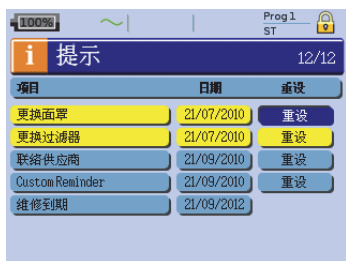 100% Prog 1
ST
i 提示 12/12
项目 日期 重设
更换面罩 21/07/2010 重设
更换过滤器 21/07/2010 重设
联络供应商 21/09/2010 重设
Custom Reminder 21/09/2010 重设
维修到期 21/09/2012